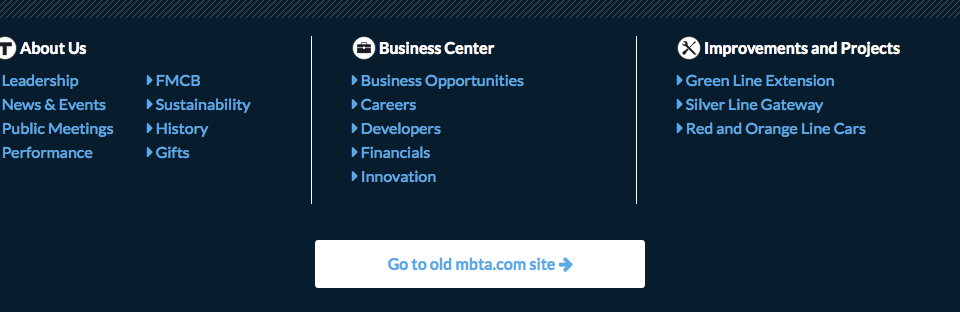 About Us
Leadership
News & Events
Public Meetings
Performance
FMCB
Sustainability
History
Gifts
Business Center
Business Opportunities
Careers
Developers
Financials
Innovation
Improvements and Projects
Green Line Extension
Silver Line Gateway
Red and Orange Line Cars
Go to old mbta.com site